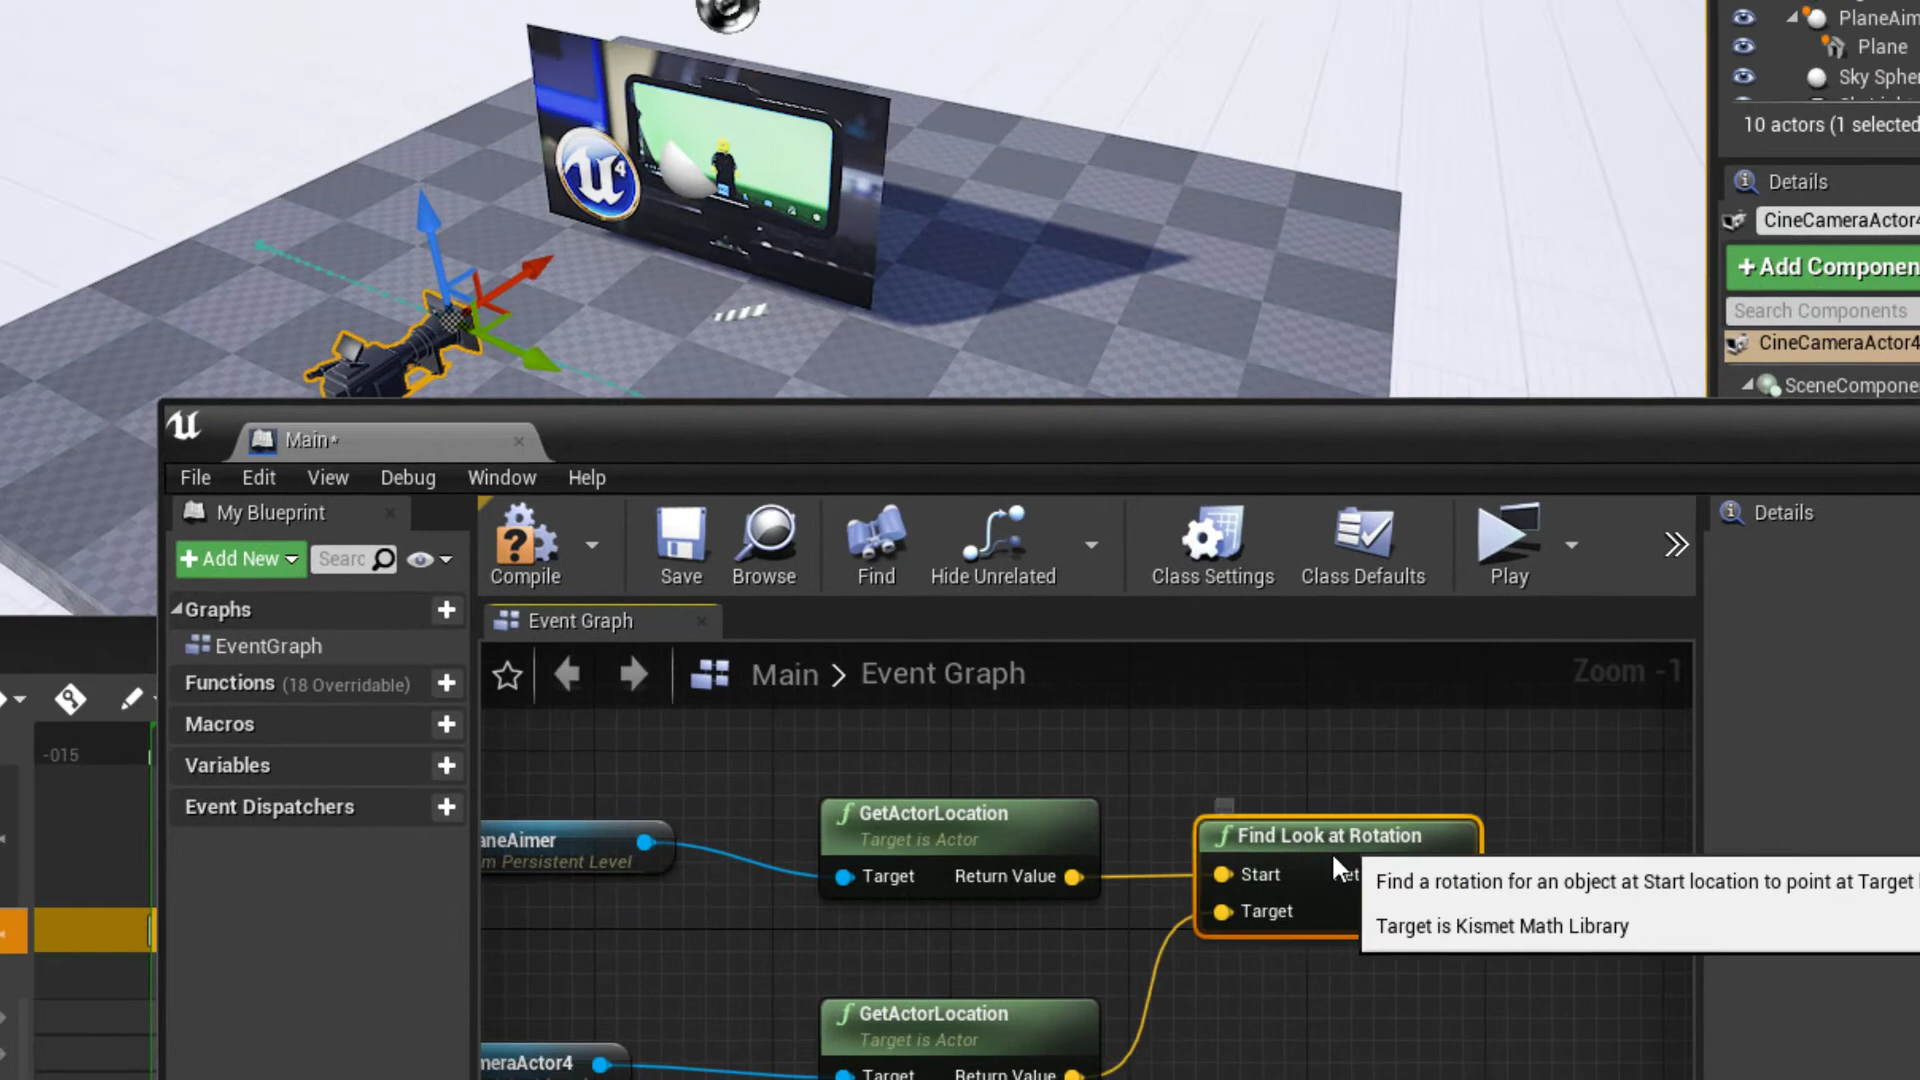 PlaneAim
Plane
Sky Spher
10 actors (1 selected
Details
CineCameraActor4
+ Add Componen
Search Components
CineCameraActor4
SceneCompone
4
Main*
File Edit View Debug Window Help
My Blueprint
+ Add New
Searc
Graphs
EventGraph
Functions (18 Overridable)
Macros
Variables
Event Dispatchers
-015
? Compile
Save
Browse
Find
Hide Unrelated
Class Settings
Class Defaults
Play
Details
Event Graph
Main > Event Graph
Zoom -1
aneAimer
m Persistent Level
f GetActorLocation
Target is Actor
Target Return Value
f Find Look at Rotation
Start
Target
Find a rotation for an object at Start location to point at Target
Target is Kismet Math Library
f GetActorLocation
Target is Actor
meraActor4
Target Return Value